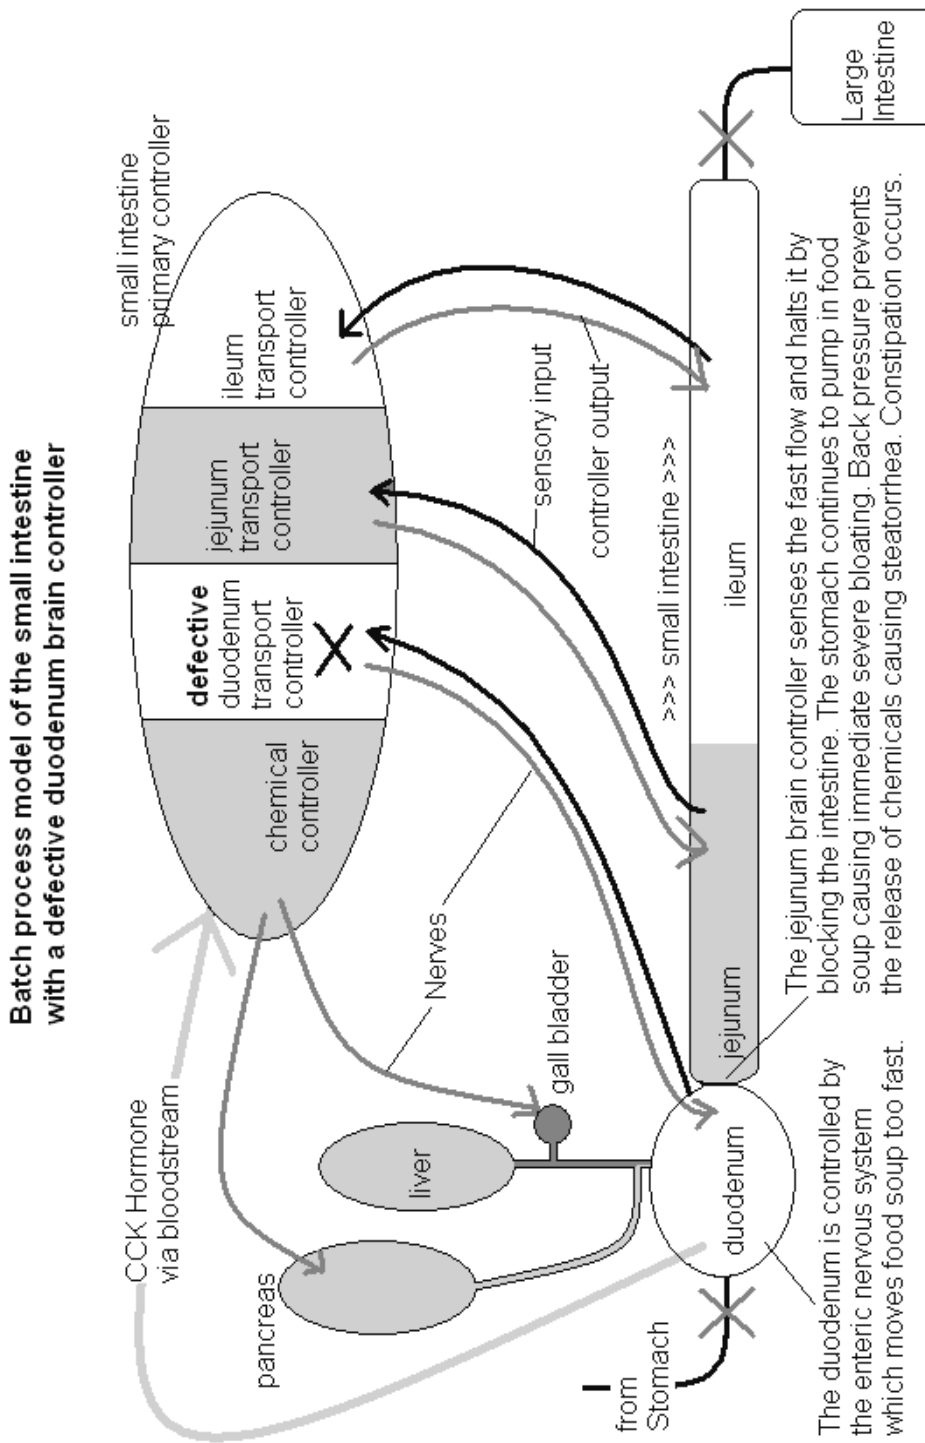 Batch process model of the small intestine
with a defective duodenum brain controller
CCK Hormone
via bloodstream
small intestine
primary controller
chemical
controller
defective
duodenum
transport
controller
jejunum
transport
controller
ileum
transport
controller
pancreas
liver
gall bladder
Nerves
sensory input
controller output
>>> small intestine >>>
from
Stomach
duodenum
jejunum
ileum
Large
Intestine
The duodenum is controlled by
the enteric nervous system
which moves food soup too fast.
The jejunum brain controller senses the fast flow and halts it by
blocking the intestine. The stomach continues to pump in food
soup causing immediate severe bloating. Back pressure prevents
the release of chemicals causing steatorrhea. Constipation occurs.